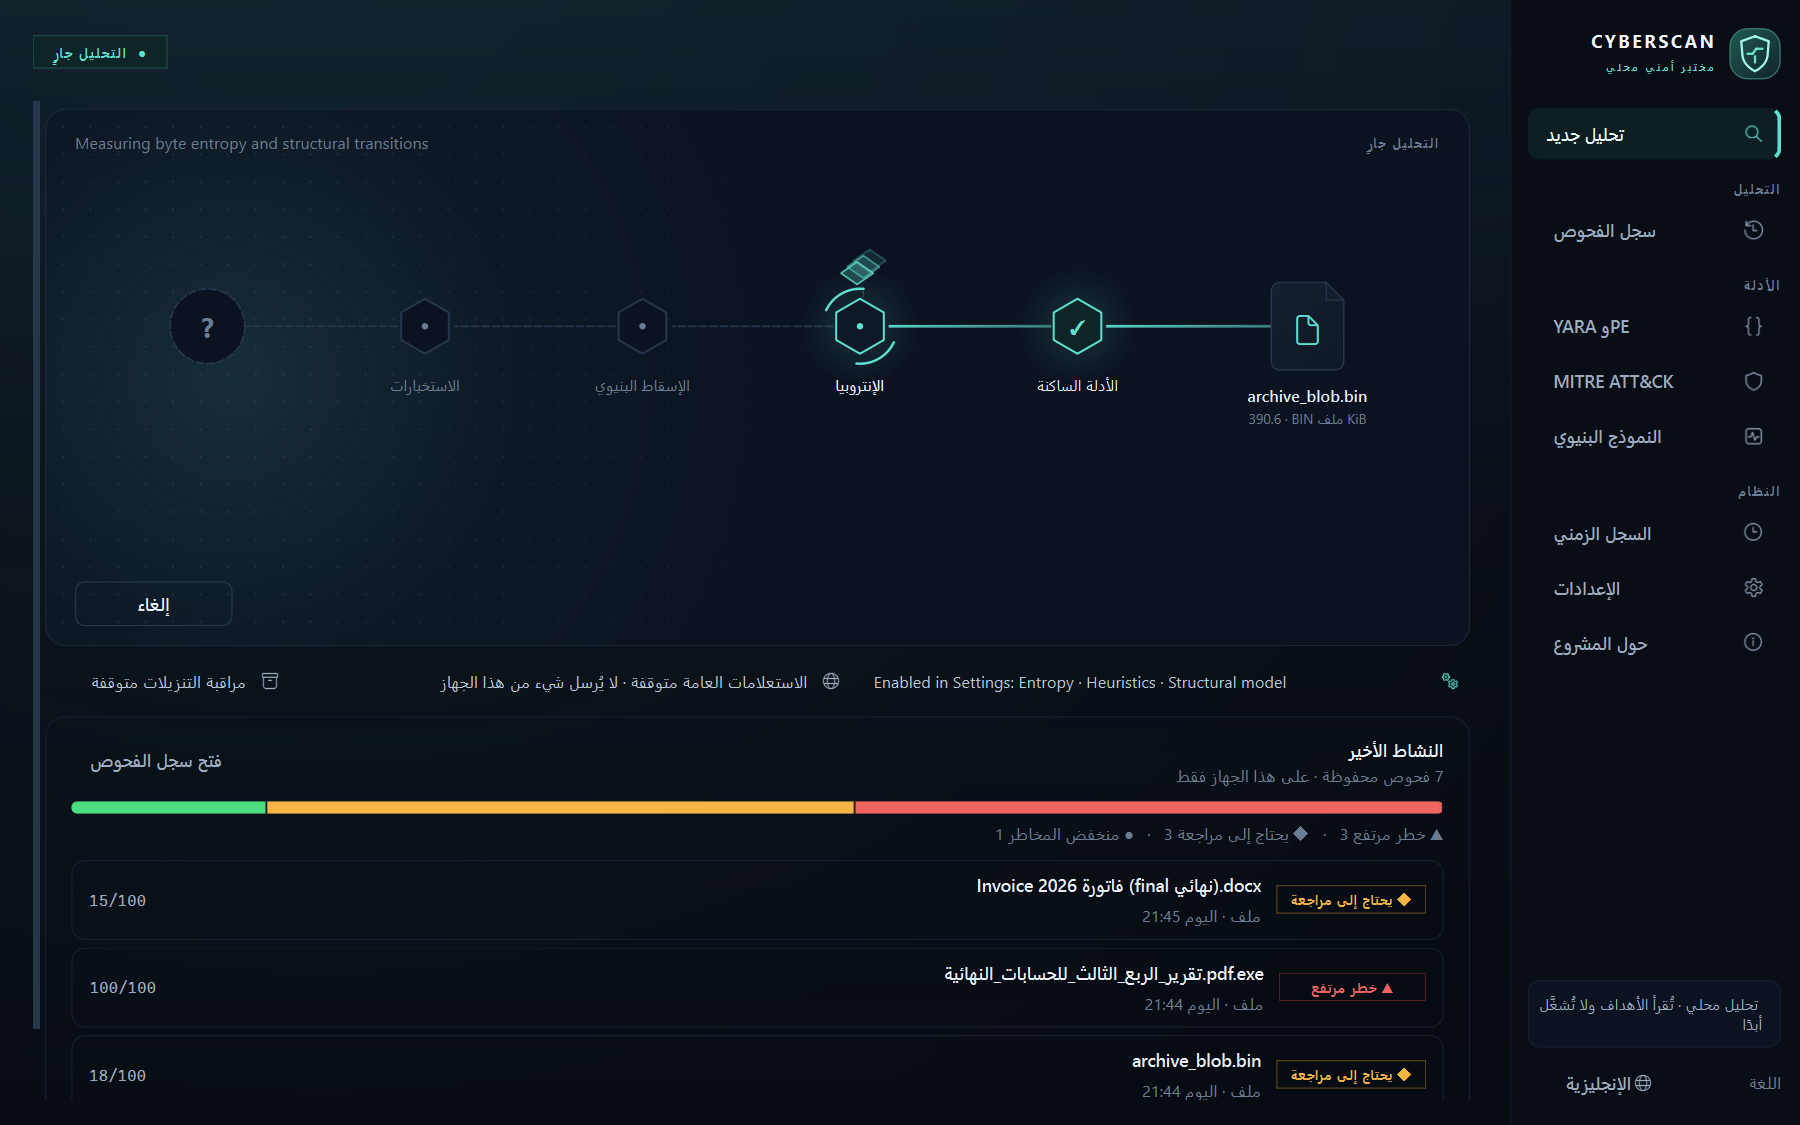 CYBERSCAN
مختبر أمني محلي
تحليل جديد
التحليل
سجل الفحوص
الأدلة
YARA وPE
MITRE ATT&CK
النموذج البنيوي
النظام
السجل الزمني
الإعدادات
حول المشروع
تحليل محلي · تُقرأ الأهداف ولا تُشغَّل
أبدًا
اللغة
الإنجليزية
التحليل جارٍ
التحليل جارٍ
Measuring byte entropy and structural transitions
archive_blob.bin
390.6 · BIN ملف KiB
✓
الأدلة الساكنة
الإنتروبيا
الإسقاط البنيوي
الاستخبارات
?
إلغاء
Enabled in Settings: Entropy · Heuristics · Structural model
الاستعلامات العامة متوقفة · لا يُرسل شيء من هذا الجهاز
مراقبة التنزيلات متوقفة
النشاط الأخير
7 فحوص محفوظة · على هذا الجهاز فقط
فتح سجل الفحوص
▲ خطر مرتفع 3 · ◆ يحتاج إلى مراجعة 3 · ● منخفض المخاطر 1
◆ يحتاج إلى مراجعة
Invoice 2026 فاتورة (final نهائي).docx
ملف · اليوم 21:45
15/100
▲ خطر مرتفع
تقرير_الربع_الثالث_للحسابات_النهائية.pdf.exe
ملف · اليوم 21:44
100/100
◆ يحتاج إلى مراجعة
archive_blob.bin
ملف · اليوم 21:44
18/100